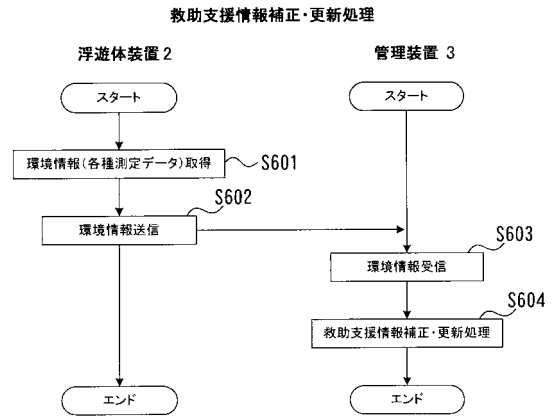 救助支援情報補正・更新処理
浮遊体装置2
管理装置 3
スタート
スタート
環境情報(各種測定データ)取得
S601
S602
環境情報送信
S603
環境情報受信
S604
救助支援情報補正・更新処理
エンド
エンド